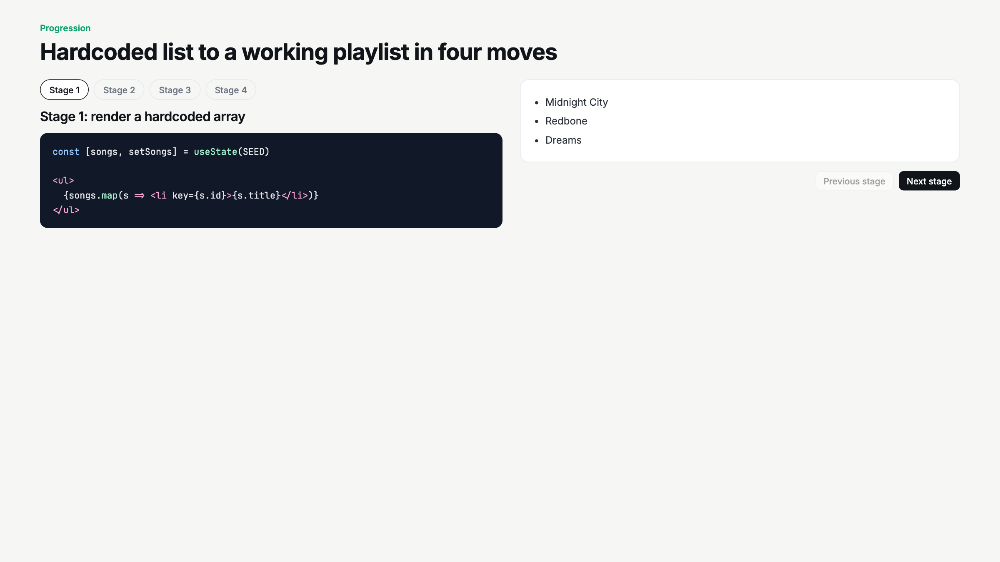 Progression
Hardcoded list to a working playlist in four moves
Stage 1
Stage 2
Stage 3
Stage 4
Stage 1: render a hardcoded array
const [songs, setSongs] = useState(SEED)
<ul>
  {songs.map(s => <li key={s.id}>{s.title}</li>)}
</ul>
• Midnight City
• Redbone
• Dreams
Previous stage
Next stage